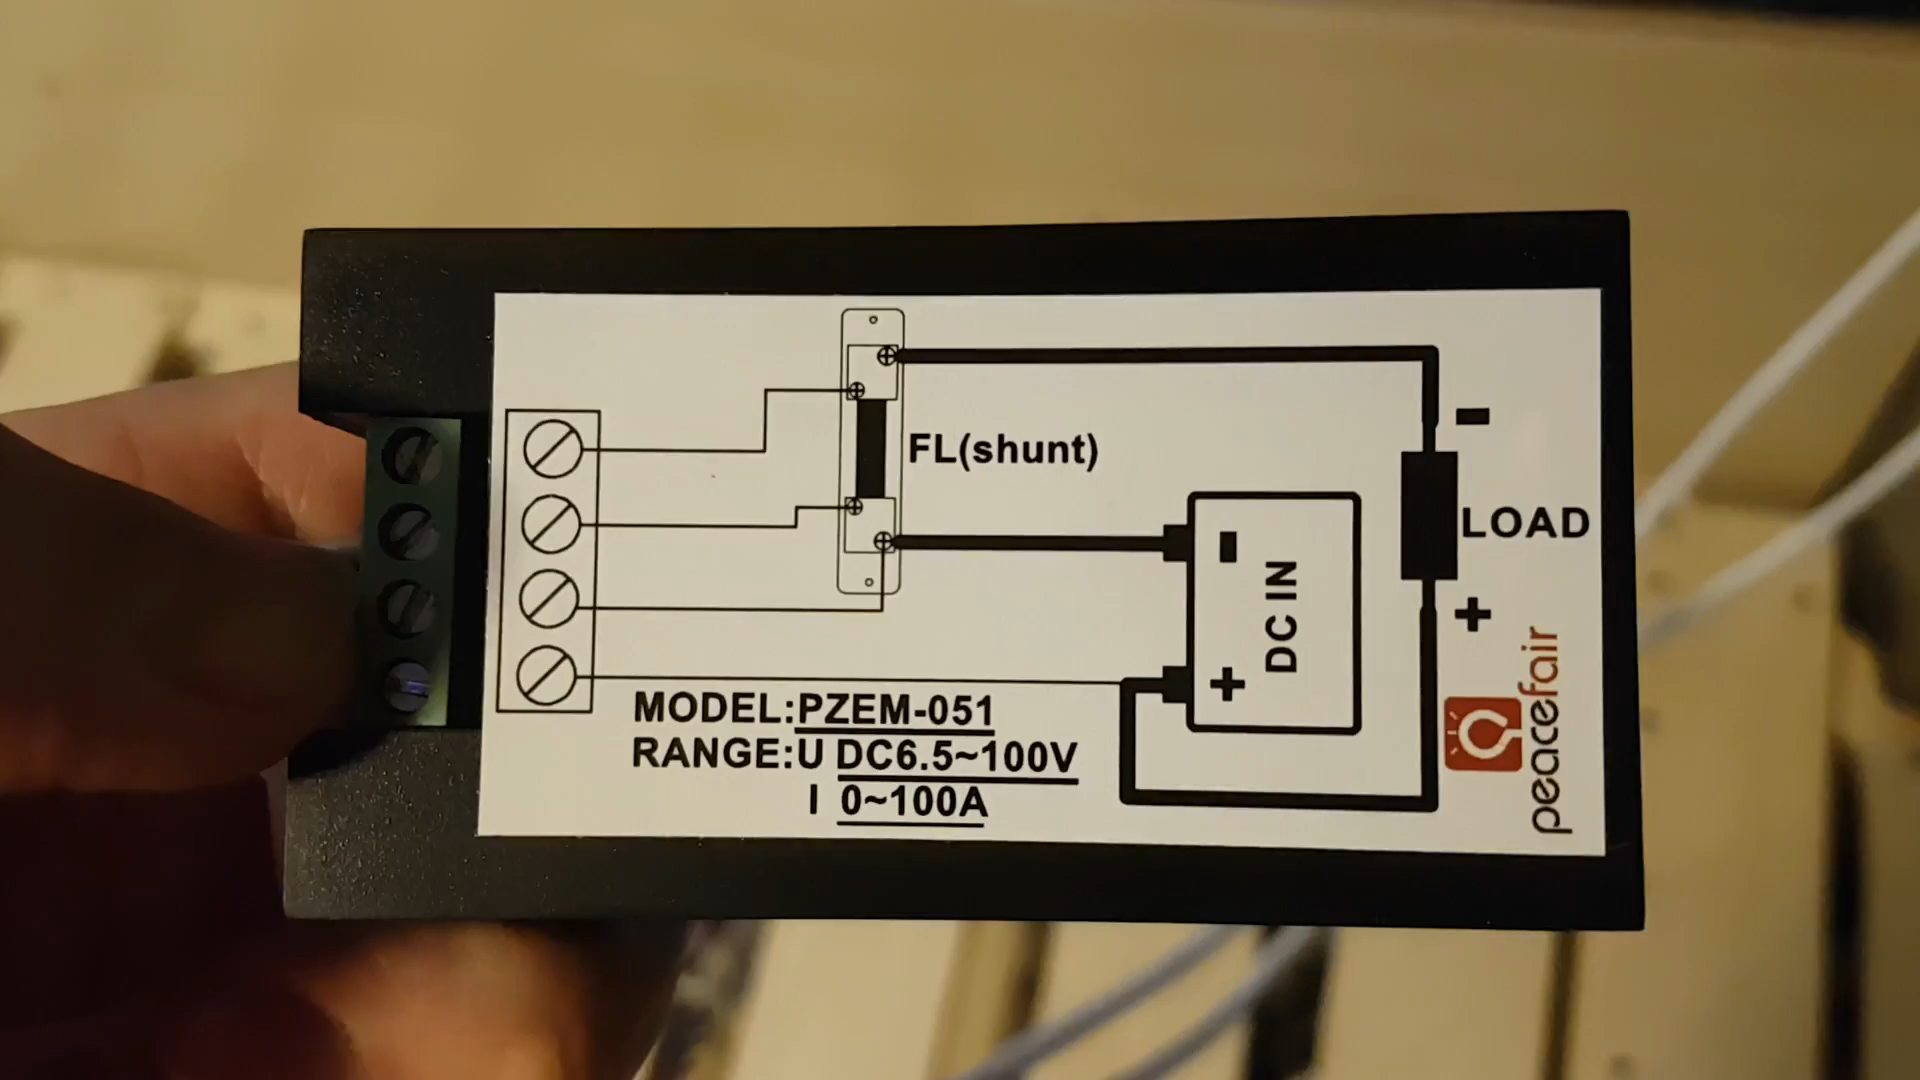 FL(shunt)
-
LOAD
+
-
DC IN
+
MODEL:PZEM-051
RANGE:U DC6.5~100V
I 0~100A
peacefair